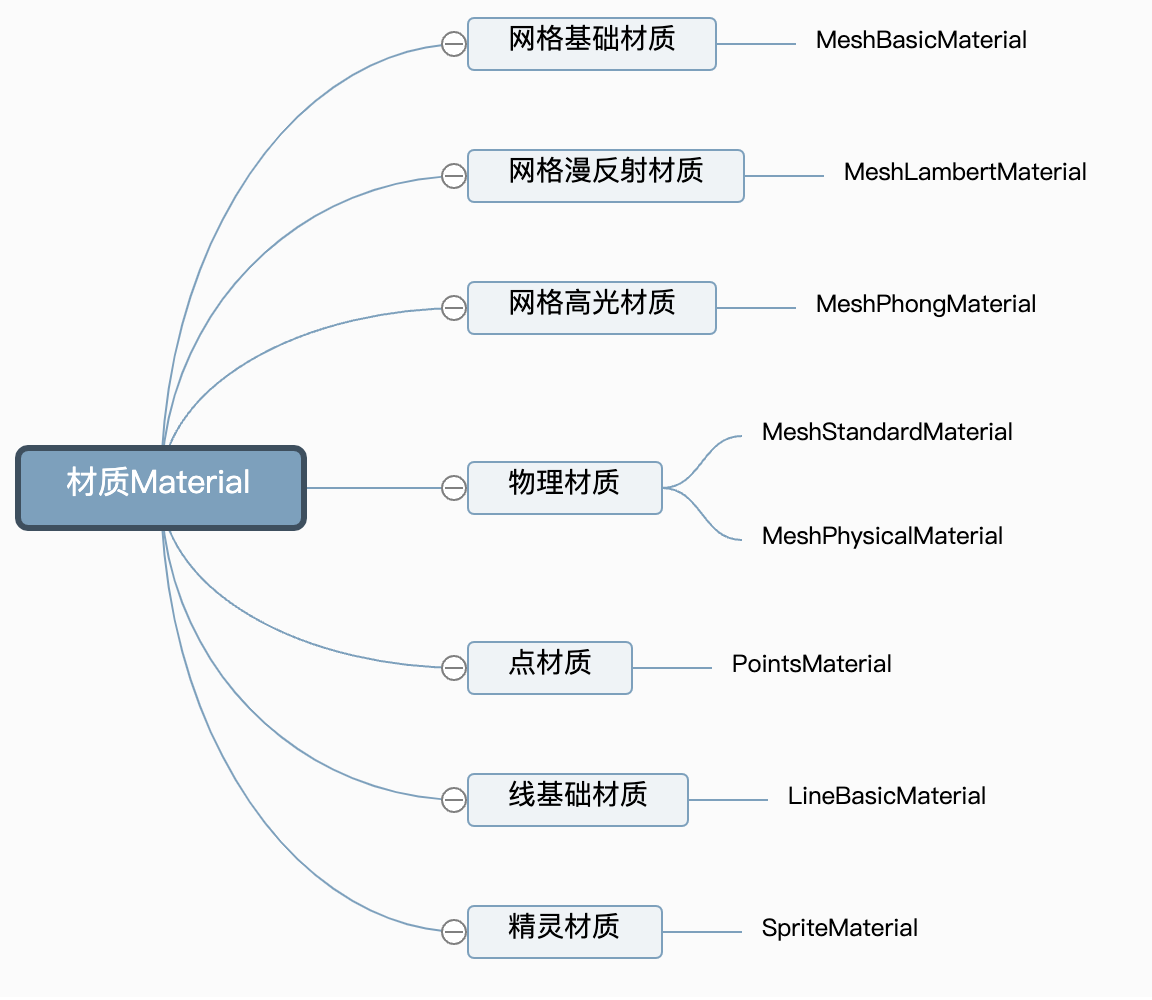 网格基础材质 MeshBasicMaterial
网格漫反射材质 MeshLambertMaterial
网格高光材质 MeshPhongMaterial
MeshStandardMaterial
材质Material 物理材质
MeshPhysicalMaterial
点材质 PointsMaterial
线基础材质 LineBasicMaterial
精灵材质 SpriteMaterial